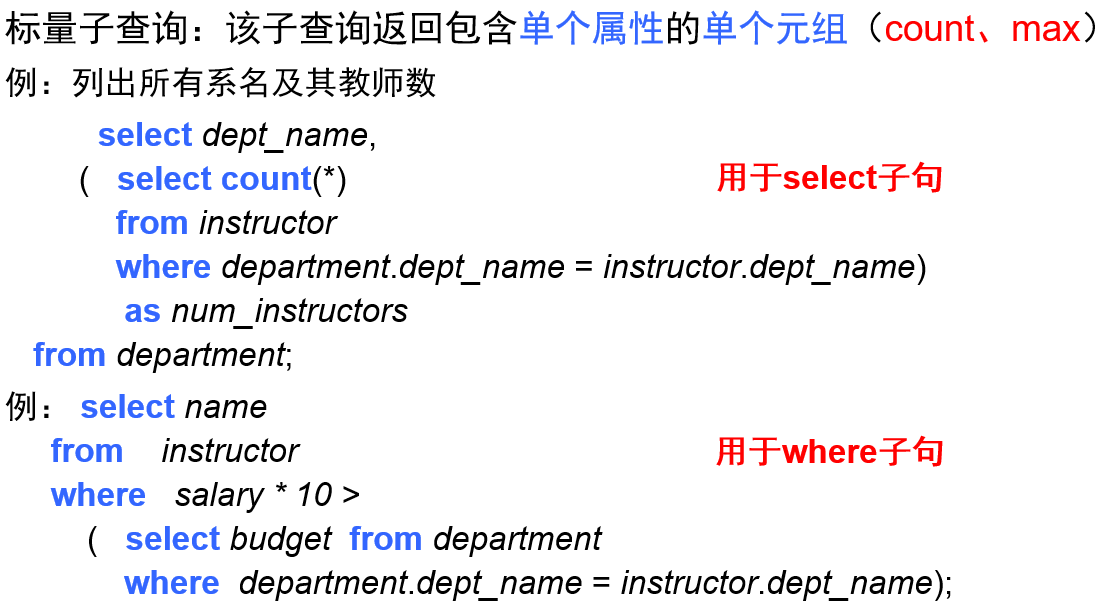 标量子查询：该子查询返回包含单个属性的单个元组（count、max）
例：列出所有系名及其教师数
select dept_name,
( select count(*)
用于select子句
from instructor
where department.dept_name = instructor.dept_name)
as num_instructors
from department;
例： select name
from instructor
用于where子句
where salary * 10 >
( select budget from department
where department.dept_name = instructor.dept_name);